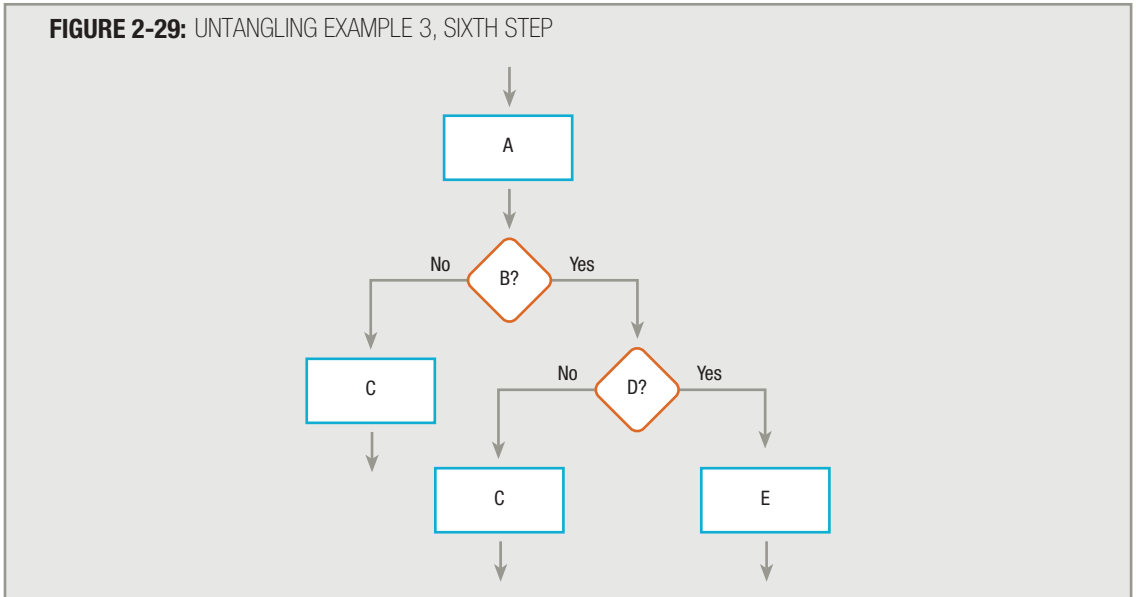 FIGURE 2-29: UNTANGLING EXAMPLE 3, SIXTH STEP
A
No
Yes
B?
No
Yes
C
D?
C
E